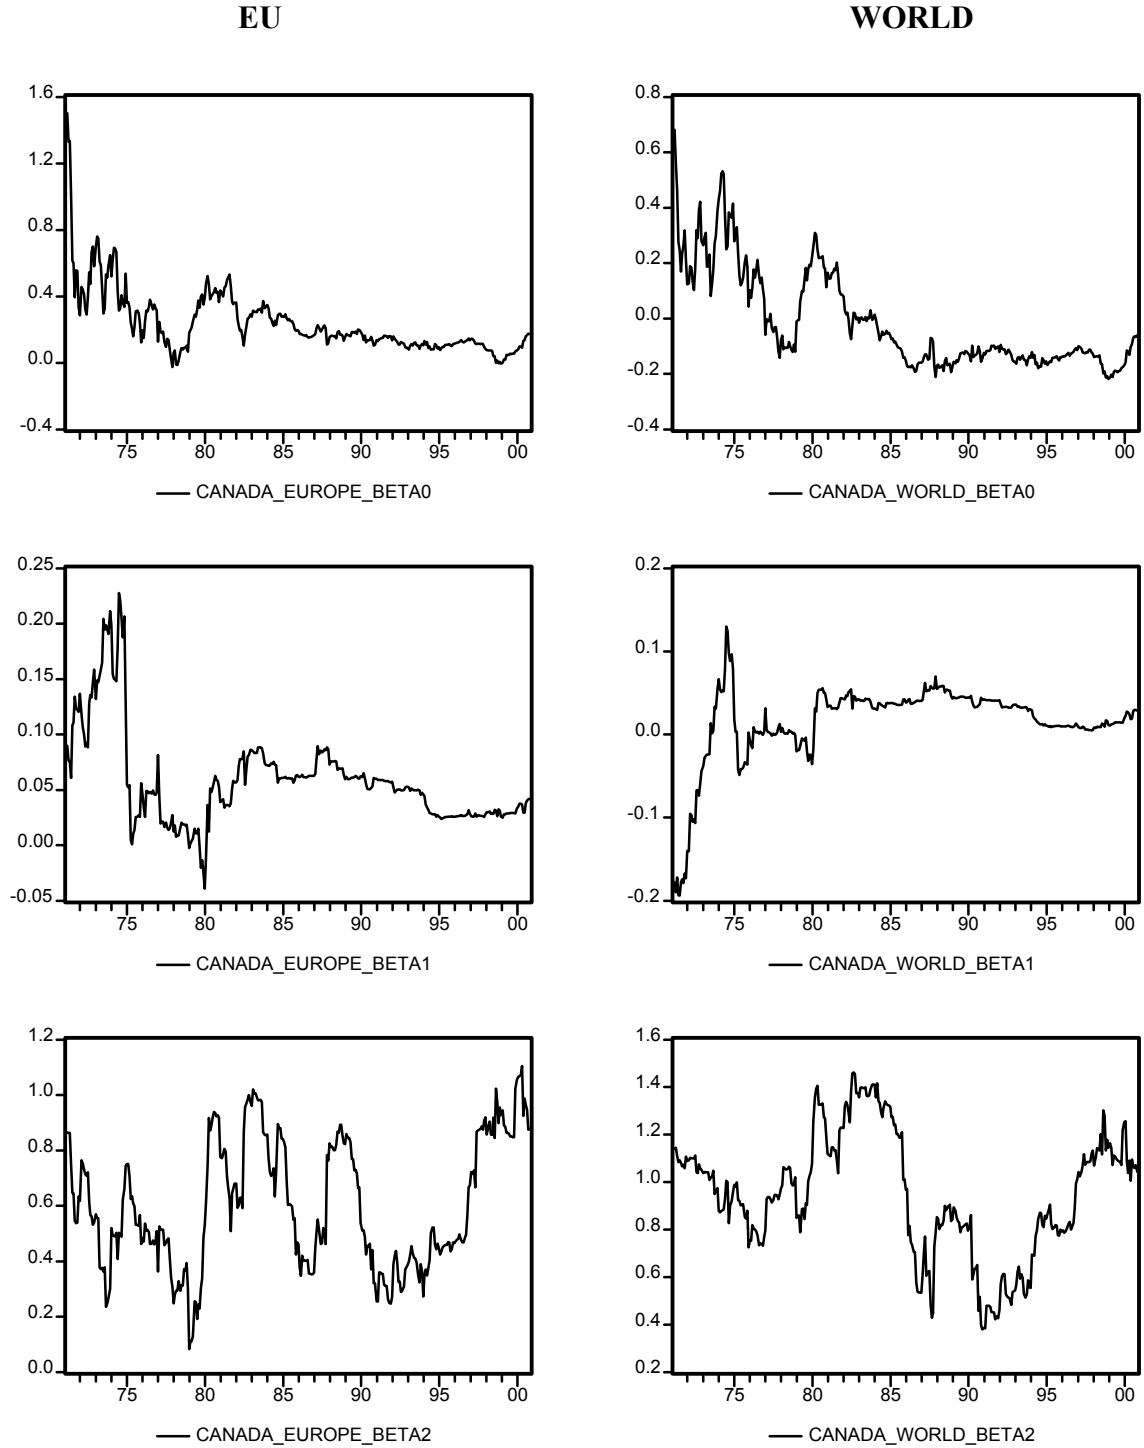 EU
WORLD
1.6
1.2
0.8
0.4
0.0
-0.4
75 80 85 90 95 00
CANADA_EUROPE_BETA0
0.8
0.6
0.4
0.2
0.0
-0.2
-0.4
75 80 85 90 95 00
CANADA_WORLD_BETA0
0.25
0.20
0.15
0.10
0.05
0.00
-0.05
75 80 85 90 95 00
CANADA_EUROPE_BETA1
0.2
0.1
0.0
-0.1
-0.2
75 80 85 90 95 00
CANADA_WORLD_BETA1
1.2
1.0
0.8
0.6
0.4
0.2
0.0
75 80 85 90 95 00
CANADA_EUROPE_BETA2
1.6
1.4
1.2
1.0
0.8
0.6
0.4
0.2
75 80 85 90 95 00
CANADA_WORLD_BETA2